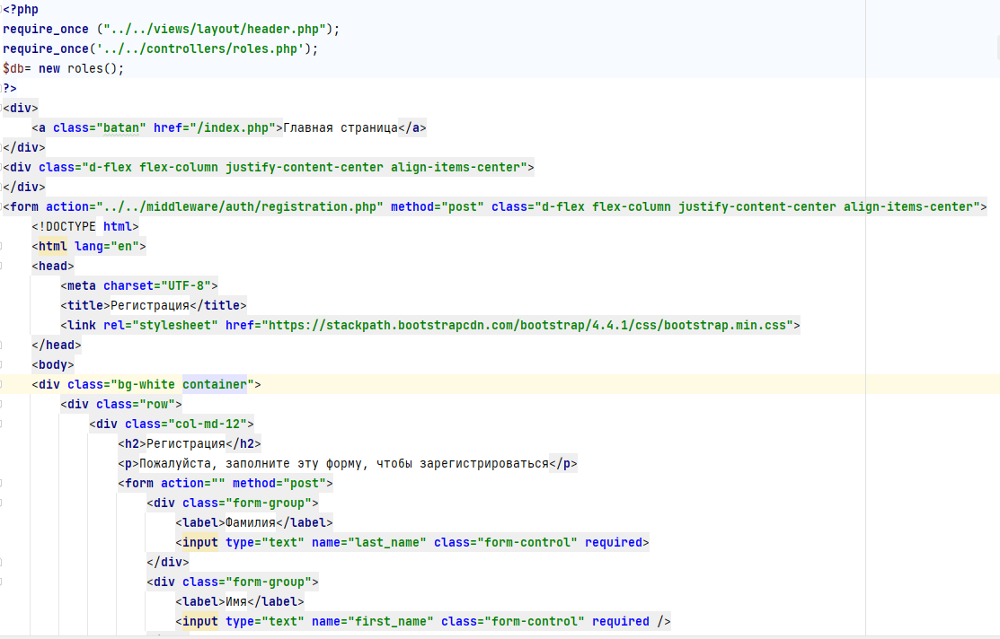 <?php
require_once ("../../views/layout/header.php");
require_once('../../controllers/roles.php');
$db= new roles();
?>
<div>
    <a class="batan" href="/index.php">Главная страница</a>
</div>
<div class="d-flex flex-column justify-content-center align-items-center">
</div>
<form action="../../middleware/auth/registration.php" method="post" class="d-flex flex-column justify-content-center align-items-center">
    <!DOCTYPE html>
    <html lang="en">
    <head>
        <meta charset="UTF-8">
        <title>Регистрация</title>
        <link rel="stylesheet" href="https://stackpath.bootstrapcdn.com/bootstrap/4.4.1/css/bootstrap.min.css">
    </head>
    <body>
    <div class="bg-white container">
        <div class="row">
            <div class="col-md-12">
                <h2>Регистрация</h2>
                <p>Пожалуйста, заполните эту форму, чтобы зарегистрироваться</p>
                <form action="" method="post">
                    <div class="form-group">
                        <label>Фамилия</label>
                        <input type="text" name="last_name" class="form-control" required>
                    </div>
                    <div class="form-group">
                        <label>Имя</label>
                        <input type="text" name="first_name" class="form-control" required />